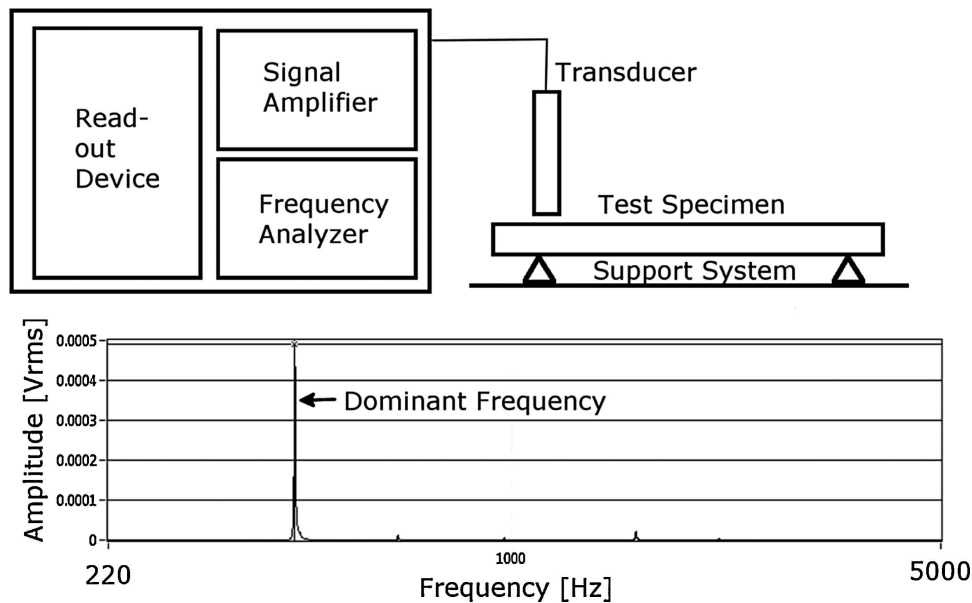 Read-
out
Device
Signal
Amplifier
Frequency
Analyzer
Transducer
Test Specimen
Support System
Amplitude [Vrms]
0.0005
0.0004
0.0003
0.0002
0.0001
0
Dominant Frequency
220
1000
5000
Frequency [Hz]